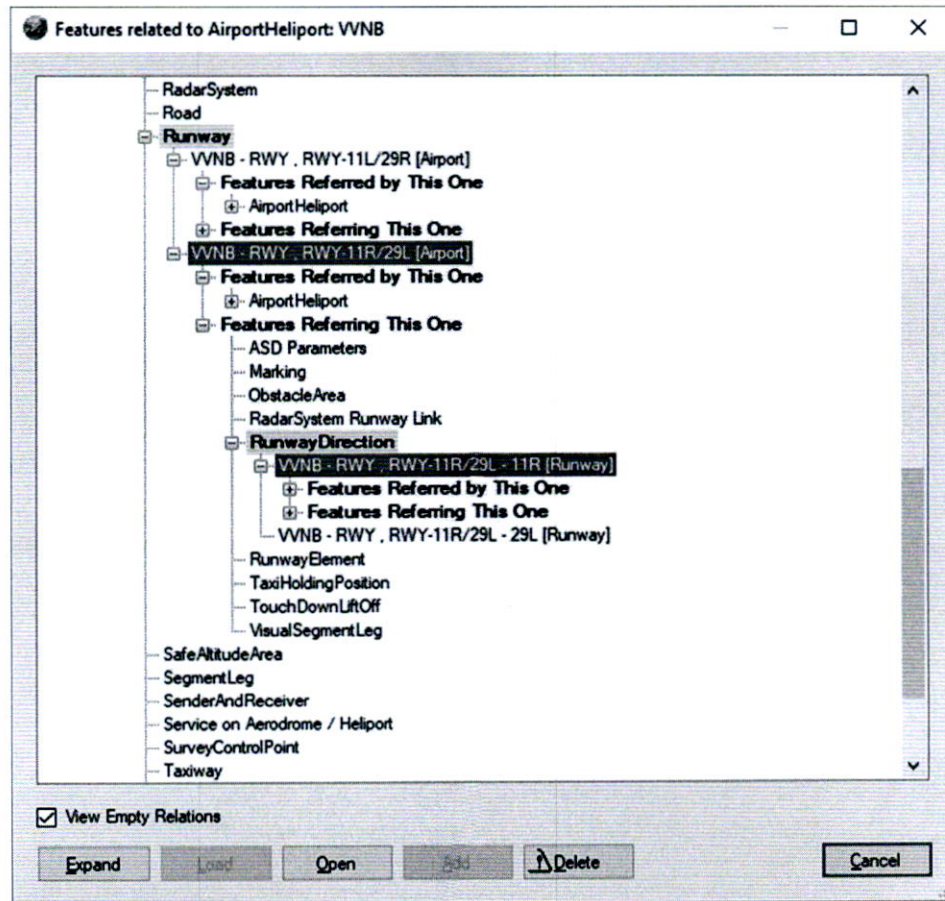 Features related to AirportHeliport: VVNB
RadarSystem
Road
Runway
VVNB - RWY , RWY-11L/29R [Airport]
Features Referred by This One
AirportHeliport
Features Referring This One
VVNB - RWY , RWY-11R/29L [Airport]
Features Referred by This One
AirportHeliport
Features Referring This One
ASD Parameters
Marking
ObstacleArea
RadarSystem Runway Link
RunwayDirection
VVNB - RWY , RWY-11R/29L - 11R [Runway]
Features Referred by This One
Features Referring This One
VVNB - RWY , RWY-11R/29L - 29L [Runway]
RunwayElement
TaxiHoldingPosition
TouchDownLiftOff
VisualSegmentLeg
SafeAltitudeArea
SegmentLeg
SenderAndReceiver
Service on Aerodrome / Heliport
SurveyControlPoint
Taxiway
View Empty Relations
Expand Load Open Add Delete Cancel